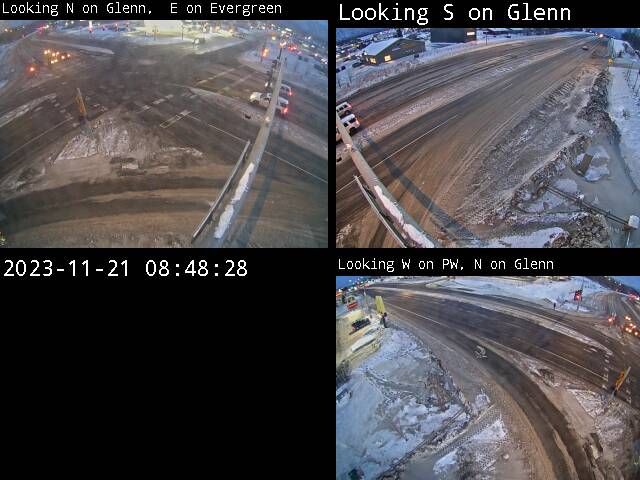 Looking N on Glenn,  E on Evergreen
Looking S on Glenn
2023-11-21 08:48:28
Looking W on PW, N on Glenn